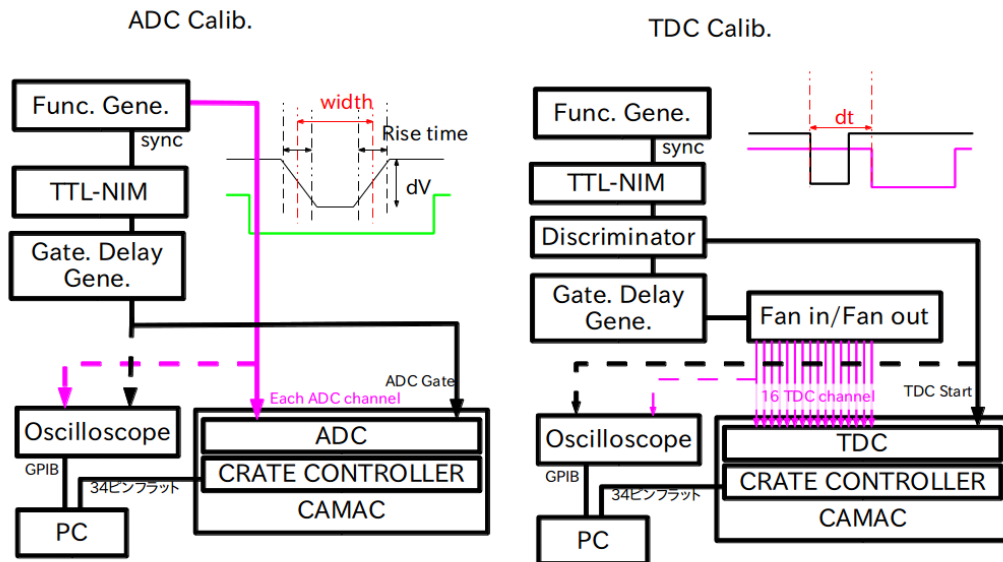 ADC Calib.
Func. Gene.
sync
TTL-NIM
Gate. Delay
Gene.
width
Rise time
dV
ADC Gate
Each ADC channel
Oscilloscope
GPIB
34ピンフラット
PC
ADC
CRATE CONTROLLER
CAMAC
TDC Calib.
Func. Gene.
sync
TTL-NIM
Discriminator
Gate. Delay
Gene.
dt
Fan in/Fan out
16 TDC channel
TDC Start
Oscilloscope
GPIB
34ピンフラット
PC
TDC
CRATE CONTROLLER
CAMAC